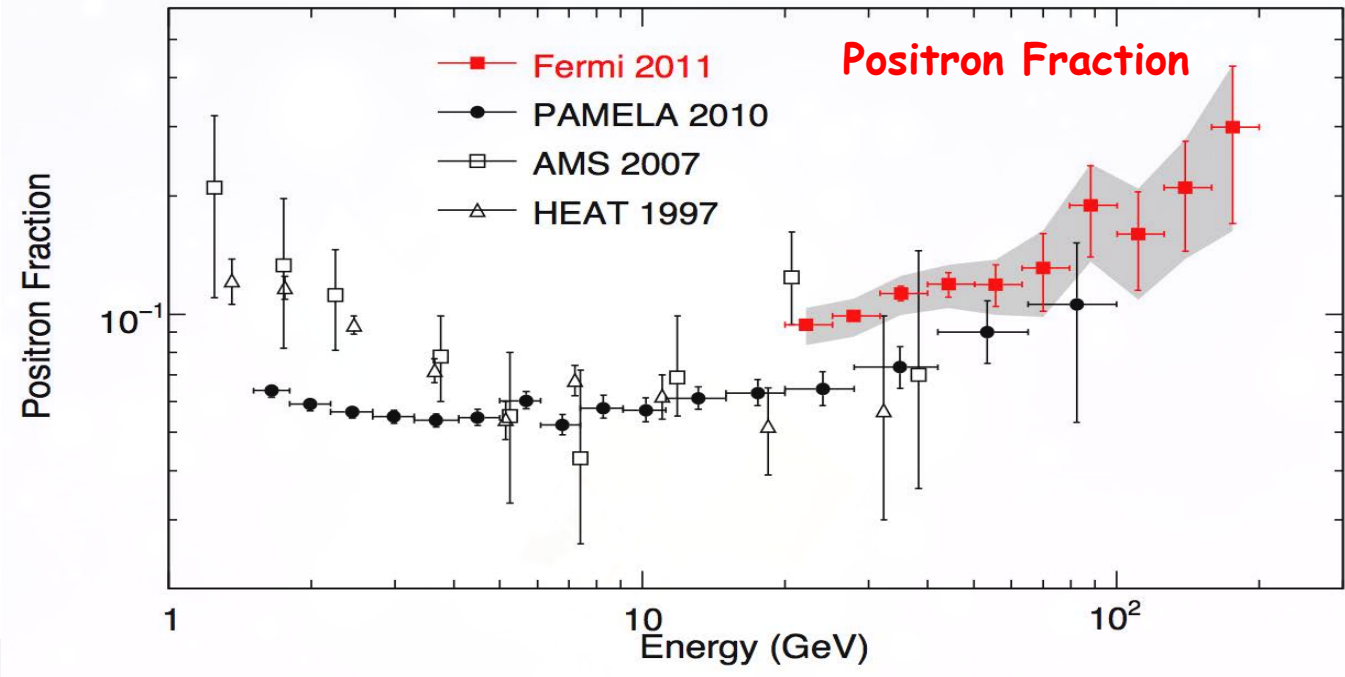 Positron Fraction
Fermi 2011
PAMELA 2010
AMS 2007
HEAT 1997
Positron Fraction
10⁻¹
1
10
10²
Energy (GeV)